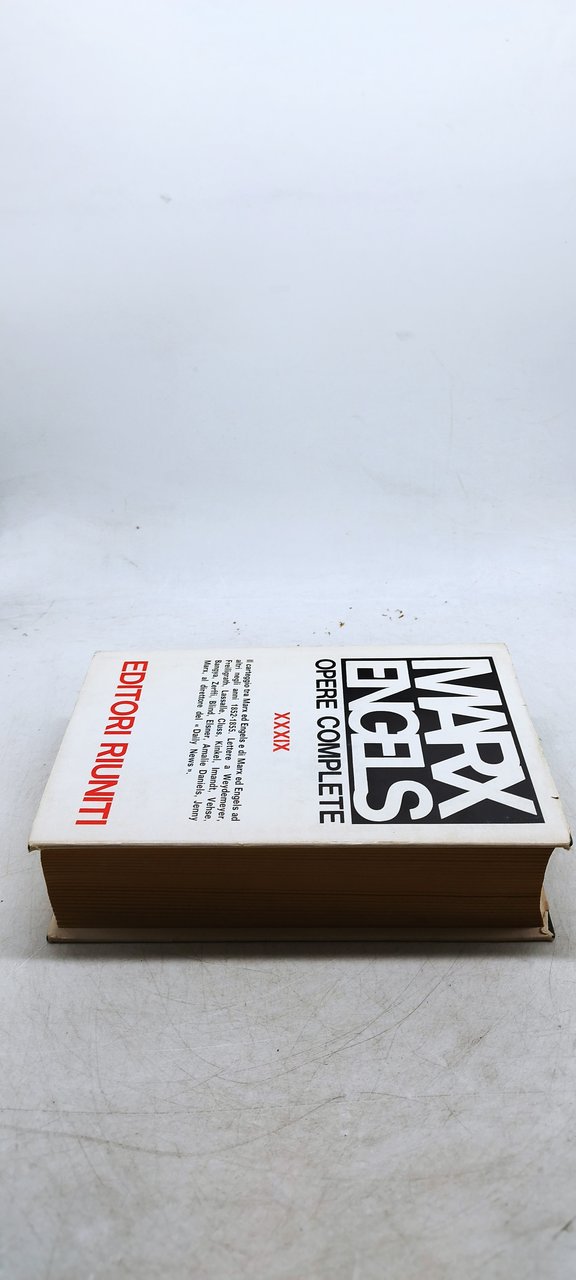 MARX
ENGELS
OPERE COMPLETE
XXXIX
Il carteggio tra Marx ed Engels e di Marx ed Engels ad
altri negli anni 1852-1855. Lettere a Weydemeyer,
Freiligrath, Lassalle, Cluss, Kinkel, Imandt, Vehse,
Bangya, Zerffi, Blind, Elsner, Amalie Daniels, Jenny
Marx, al direttore del « Daily News ».
EDITORI RIUNITI